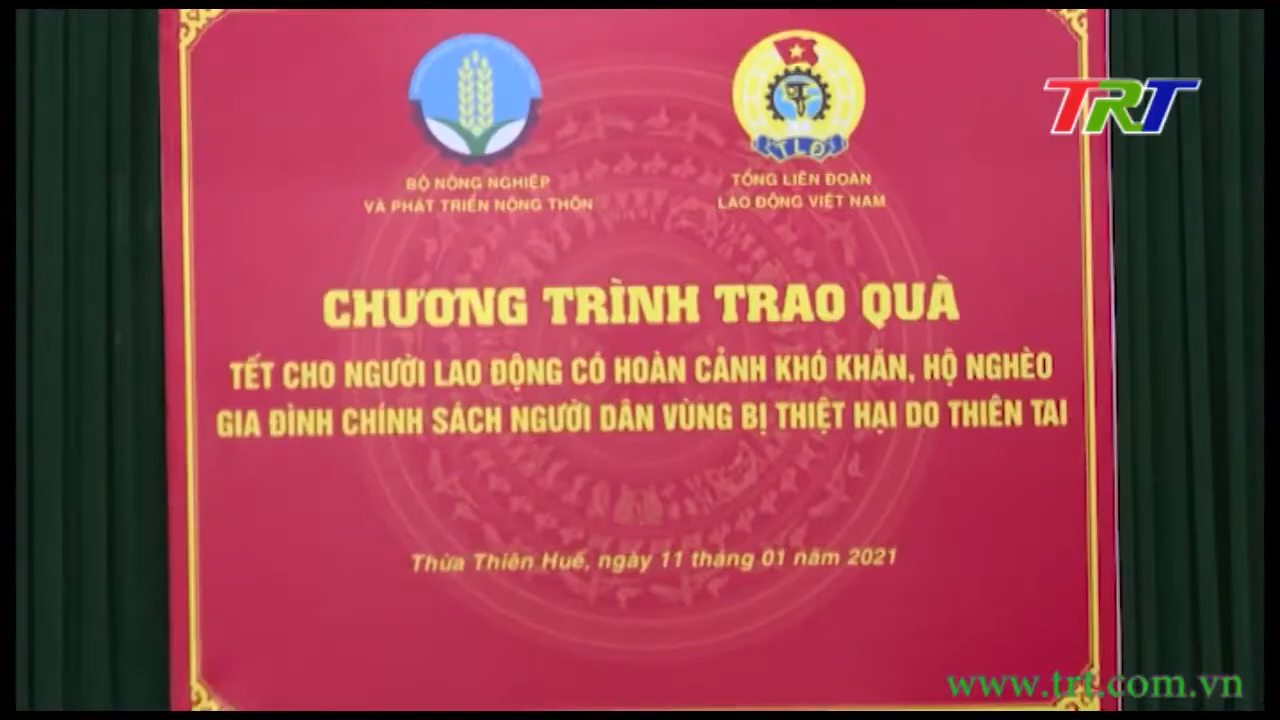 TRT
TLĐ
BỘ NÔNG NGHIỆP
VÀ PHÁT TRIỂN NÔNG THÔN
TỔNG LIÊN ĐOÀN
LAO ĐỘNG VIỆT NAM
CHƯƠNG TRÌNH TRAO QUÀ
TẾT CHO NGƯỜI LAO ĐỘNG CÓ HOÀN CẢNH KHÓ KHĂN, HỘ NGHÈO
GIA ĐÌNH CHÍNH SÁCH NGƯỜI DÂN VÙNG BỊ THIỆT HẠI DO THIÊN TAI
Thừa Thiên Huế, ngày 11 tháng 01 năm 2021
www.trt.com.vn